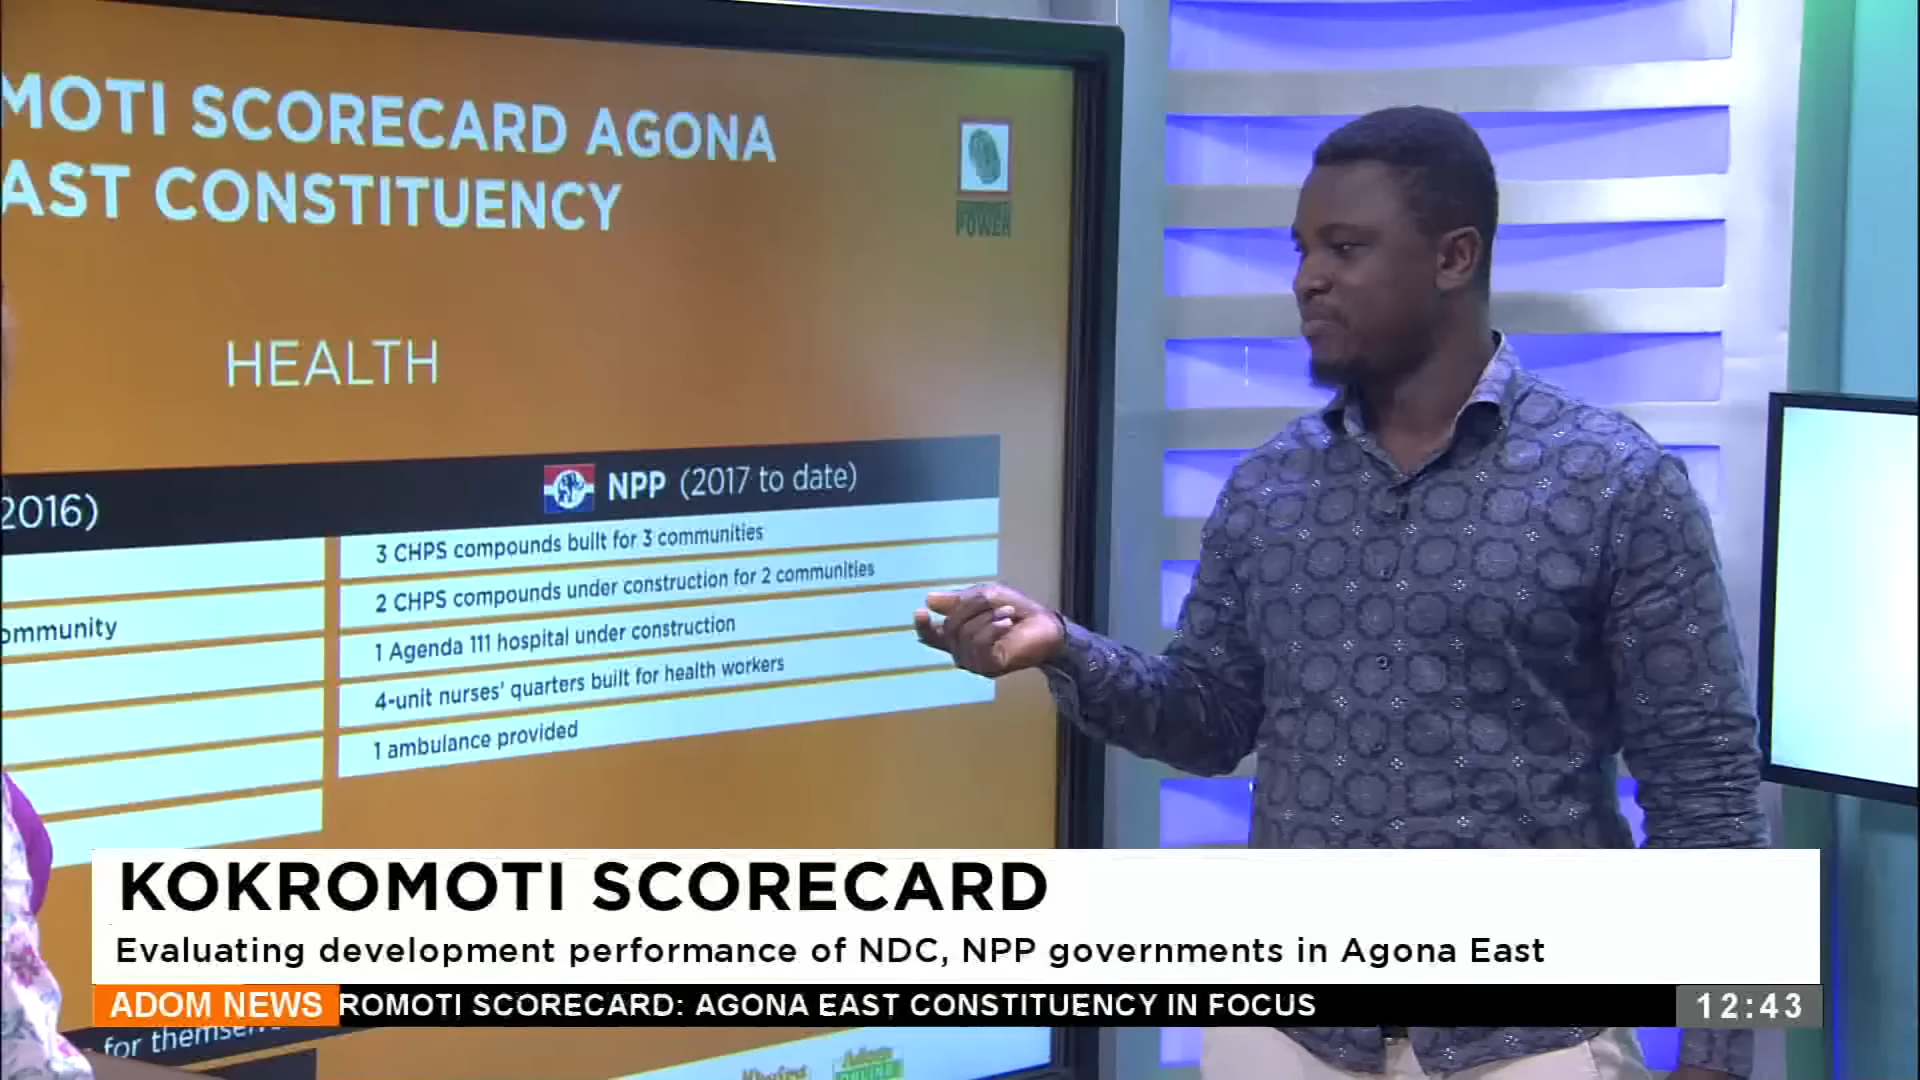 MOTI SCORECARD AGONA
AST CONSTITUENCY
POWER
HEALTH
2016)
NPP (2017 to date)
3 CHPS compounds built for 3 communities
2 CHPS compounds under construction for 2 communities
ommunity
1 Agenda 111 hospital under construction
4-unit nurses' quarters built for health workers
1 ambulance provided
KOKROMOTI SCORECARD
Evaluating development performance of NDC, NPP governments in Agona East
ADOM NEWS
ROMOTI SCORECARD: AGONA EAST CONSTITUENCY IN FOCUS
12:43
for themse
ONLINE